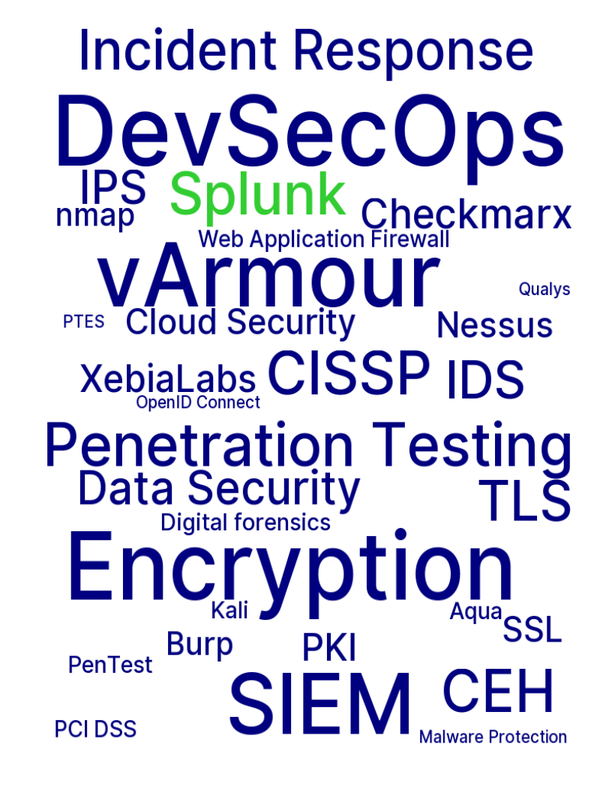 Incident Response
DevSecOps
IPS
Splunk
nmap
Checkmarx
Web Application Firewall
vArmour
Qualys
PTES
Cloud Security
Nessus
XebiaLabs
CISSP
IDS
OpenID Connect
Penetration Testing
Data Security
TLS
Digital forensics
Encryption
Kali
Aqua
SSL
Burp
PKI
PenTest
SIEM
CEH
PCI DSS
Malware Protection